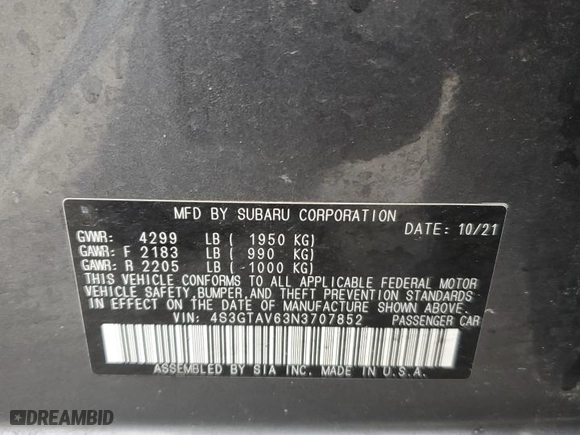 MFD BY SUBARU CORPORATION
DATE: 10/21
GVWR: 4299 LB ( 1950 KG)
GAWR: F 2183 LB ( 990 KG)
GAWR: R 2205 LB ( 1000 KG)
THIS VEHICLE CONFORMS TO ALL APPLICABLE FEDERAL MOTOR
VEHICLE SAFETY,BUMPER,AND THEFT PREVENTION STANDARDS
IN EFFECT ON THE DATE OF MANUFACTURE SHOWN ABOVE.
VIN: 4S3GTAV63N3707852 PASSENGER CAR
ASSEMBLED BY SIA INC. MADE IN U.S.A.
DREAMBID